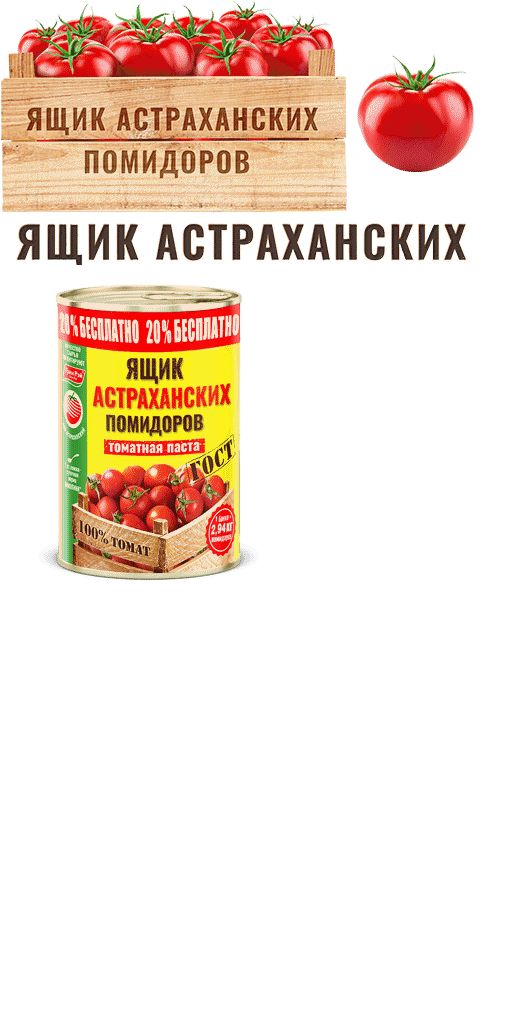 ЯЩИК АСТРАХАНСКИХ
ПОМИДОРОВ
ЯЩИК АСТРАХАНСКИХ
20% БЕСПЛАТНО 20% БЕСПЛАТНО
ЯЩИК
АСТРАХАНСКИХ
ПОМИДОРОВ
томатная паста
ГОСТ
2,94 кг
100% ТОМАТ